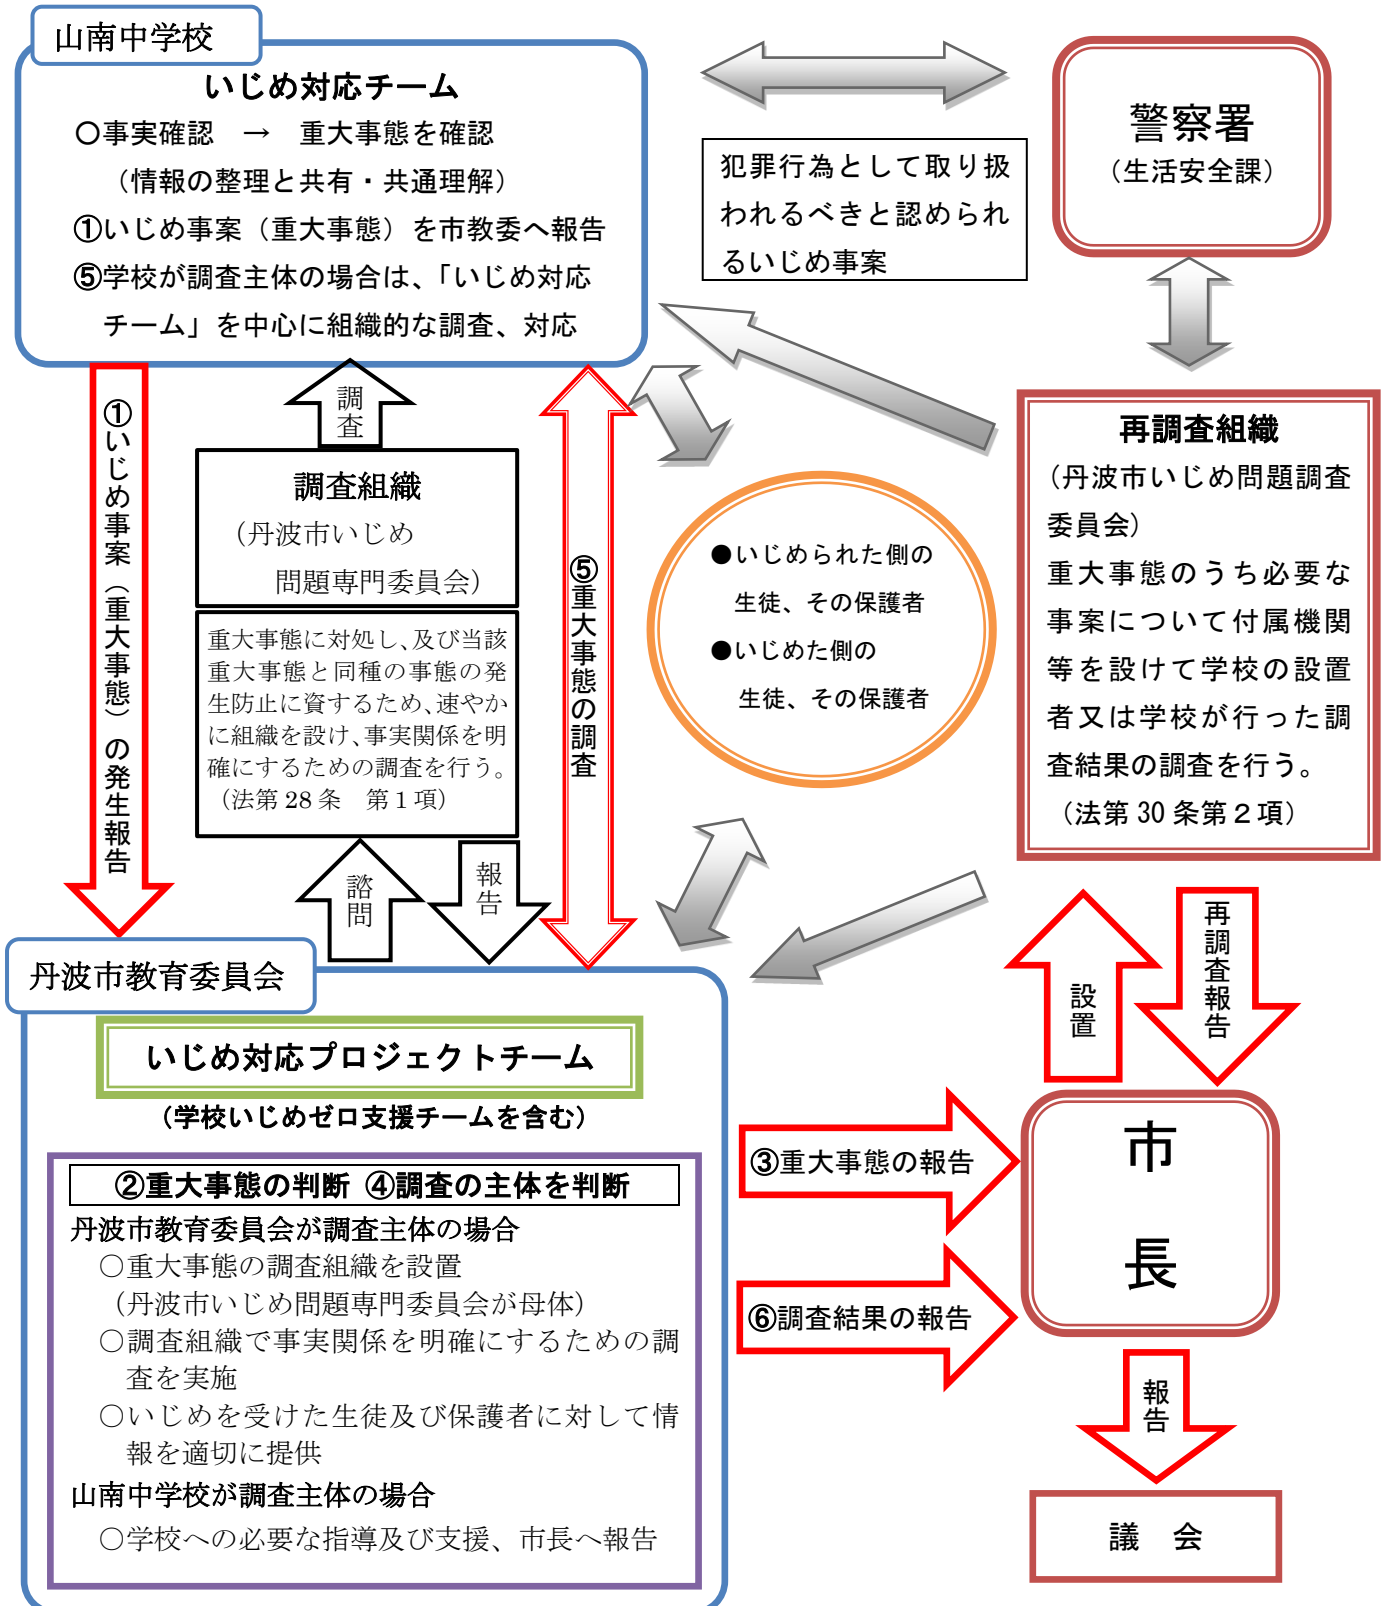 山南中学校
いじめ対応チーム
〇事実確認　→　重大事態を確認
（情報の整理と共有・共通理解）
①いじめ事案（重大事態）を市教委へ報告
⑤学校が調査主体の場合は、「いじめ対応
チーム」を中心に組織的な調査、対応
犯罪行為として取り扱
われるべきと認められ
るいじめ事案
警察署
（生活安全課）
①いじめ事案（重大事態）の発生報告
調査
調査組織
（丹波市いじめ
問題専門委員会）
重大事態に対処し、及び当該
重大事態と同種の事態の発
生防止に資するため、速やか
に組織を設け、事実関係を明
確にするための調査を行う。
（法第 28 条　第１項）
諮問
報告
⑤重大事態の調査
●いじめられた側の
生徒、その保護者
●いじめた側の
生徒、その保護者
再調査組織
（丹波市いじめ問題調査
委員会）
重大事態のうち必要な
事案について付属機関
等を設けて学校の設置
者又は学校が行った調
査結果の調査を行う。
（法第 30 条第２項）
設置
再調査報告
丹波市教育委員会
いじめ対応プロジェクトチーム
（学校いじめゼロ支援チームを含む）
②重大事態の判断 ④調査の主体を判断
丹波市教育委員会が調査主体の場合
○重大事態の調査組織を設置
（丹波市いじめ問題専門委員会が母体）
○調査組織で事実関係を明確にするための調
査を実施
○いじめを受けた生徒及び保護者に対して情
報を適切に提供
山南中学校が調査主体の場合
○学校への必要な指導及び支援、市長へ報告
③重大事態の報告
⑥調査結果の報告
市
長
報告
議　会